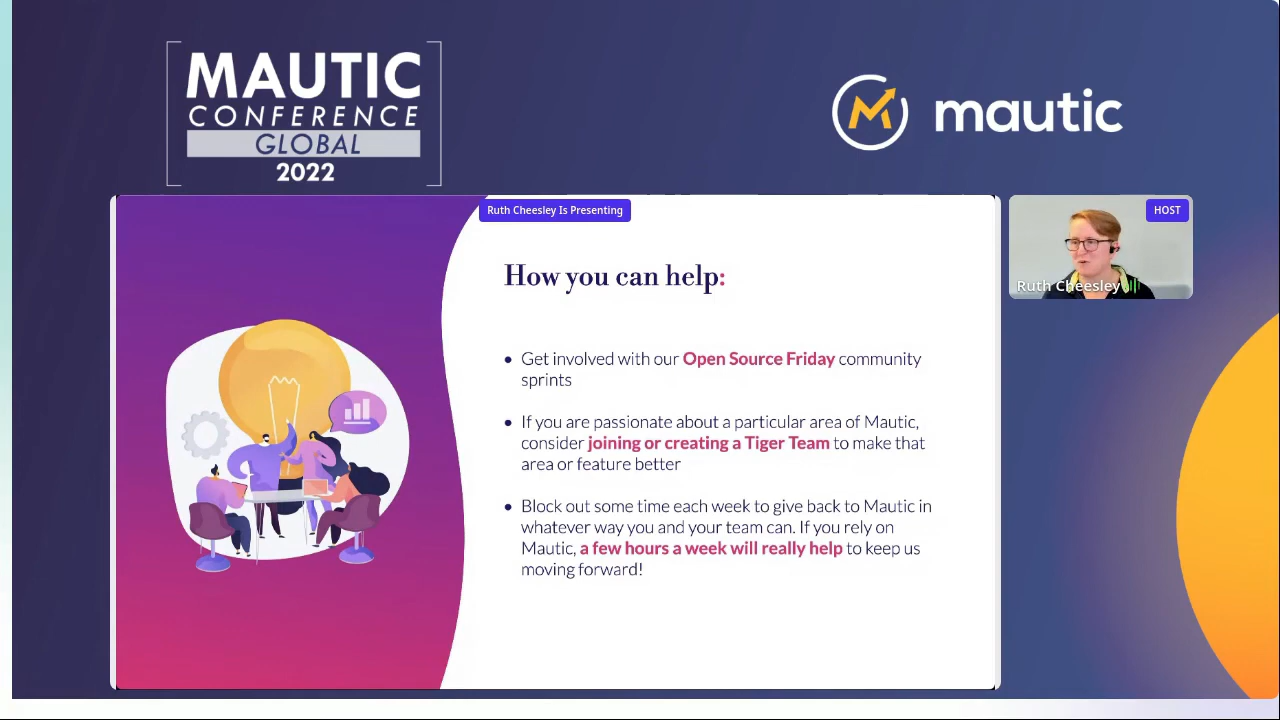 MAUTIC
CONFERENCE
GLOBAL
2022
mautic
Ruth Cheesley Is Presenting
HOST
Ruth Cheesley
How you can help:
• Get involved with our Open Source Friday community
sprints
• If you are passionate about a particular area of Mautic,
consider joining or creating a Tiger Team to make that
area or feature better
• Block out some time each week to give back to Mautic in
whatever way you and your team can. If you rely on
Mautic, a few hours a week will really help to keep us
moving forward!